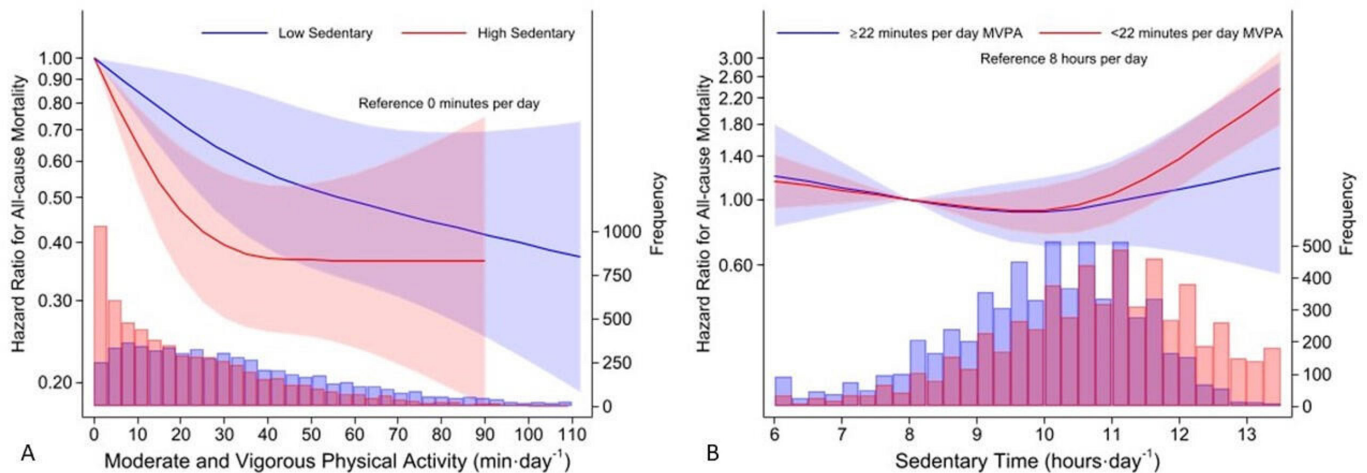 Low Sedentary High Sedentary
Reference 0 minutes per day
Hazard Ratio for All-cause Mortality
1.00
0.90
0.80
0.70
0.60
0.50
0.40
0.30
0.20
1000
750
500
250
0
Frequency
0 10 20 30 40 50 60 70 80 90 100 112
A Moderate and Vigorous Physical Activity (min·day⁻¹)
≥22 minutes per day MVPA <22 minutes per day MVPA
Reference 8 hours per day
Hazard Ratio for All-cause Mortality
3.00
2.60
2.20
1.80
1.40
1.00
0.60
500
400
300
200
100
0
Frequency
6 7 8 9 10 11 12 13
B Sedentary Time (hours·day⁻¹)